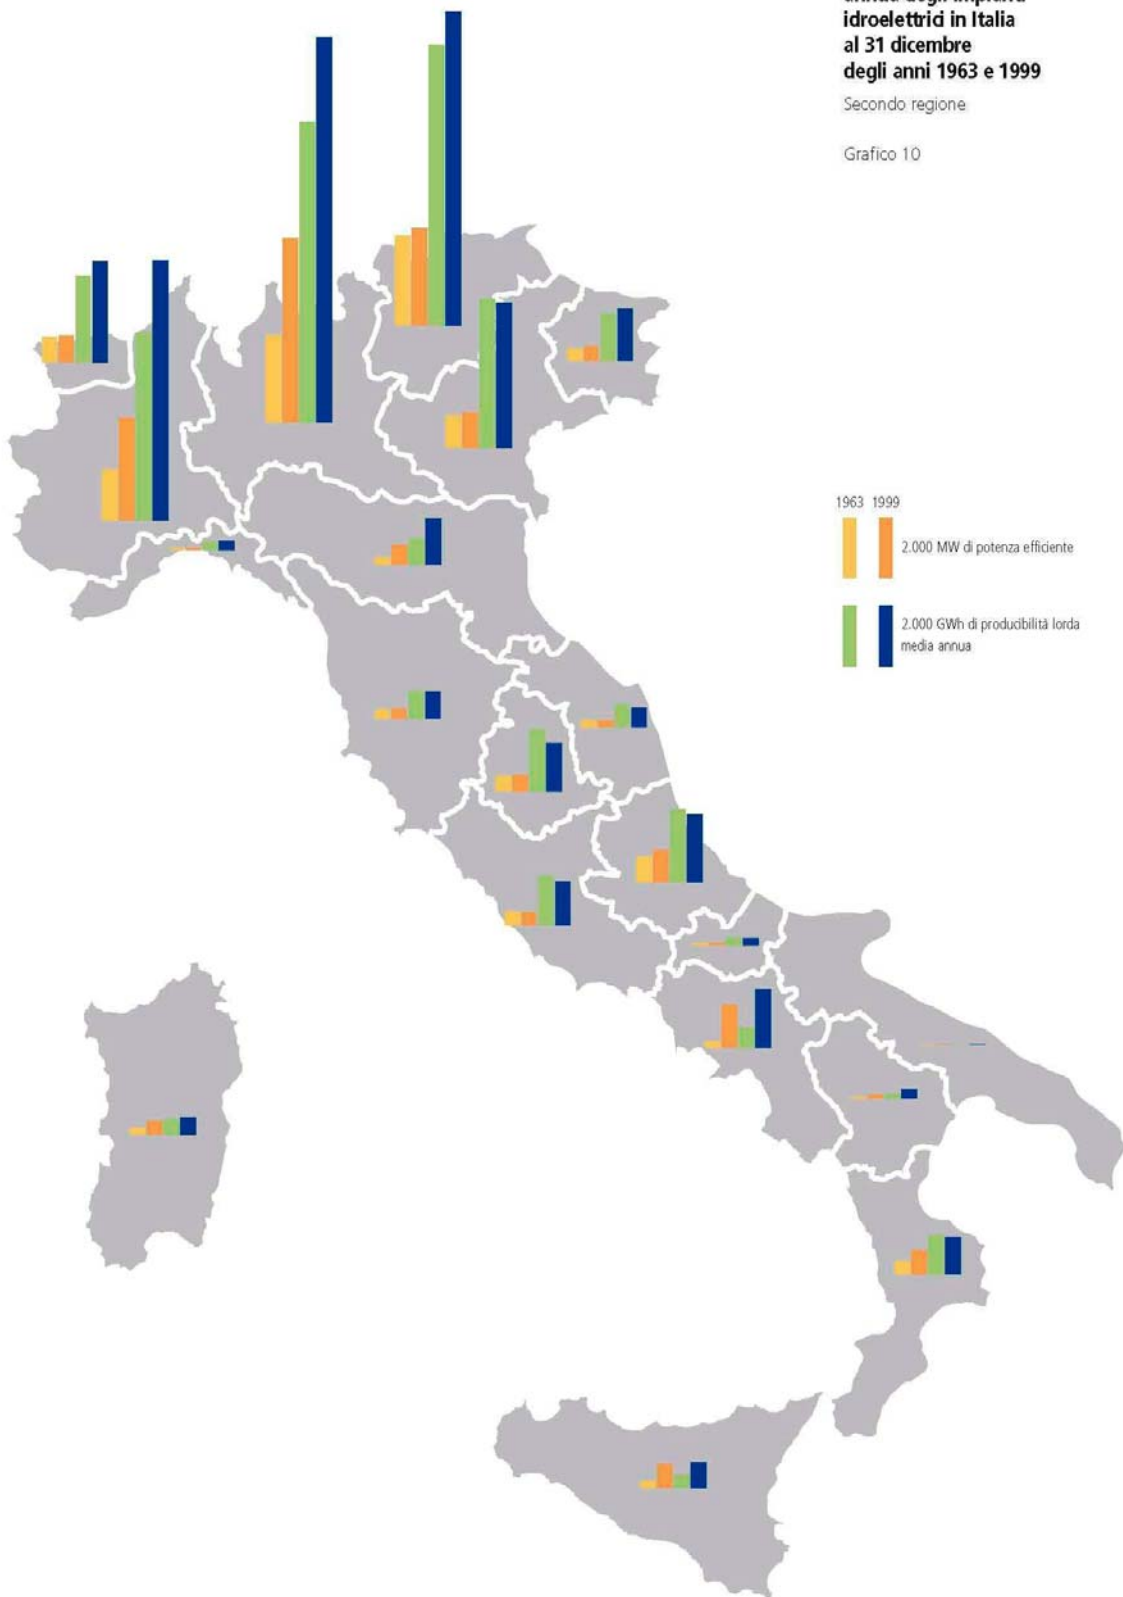 idroelettrici in Italia
al 31 dicembre
degli anni 1963 e 1999
Secondo regione
Grafico 10
1963 1999
2.000 MW di potenza efficiente
2.000 GWh di producibilità lorda
media annua